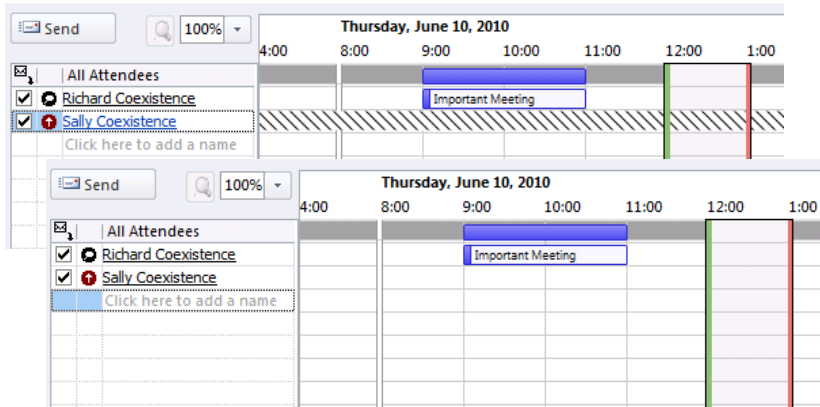 Send 100% Thursday, June 10, 2010
4:00 8:00 9:00 10:00 11:00 12:00 1:00
All Attendees
Richard Coexistence Important Meeting
Sally Coexistence
Click here to add a name
Send 100% Thursday, June 10, 2010
4:00 8:00 9:00 10:00 11:00 12:00 1:00
All Attendees
Richard Coexistence Important Meeting
Sally Coexistence
Click here to add a name